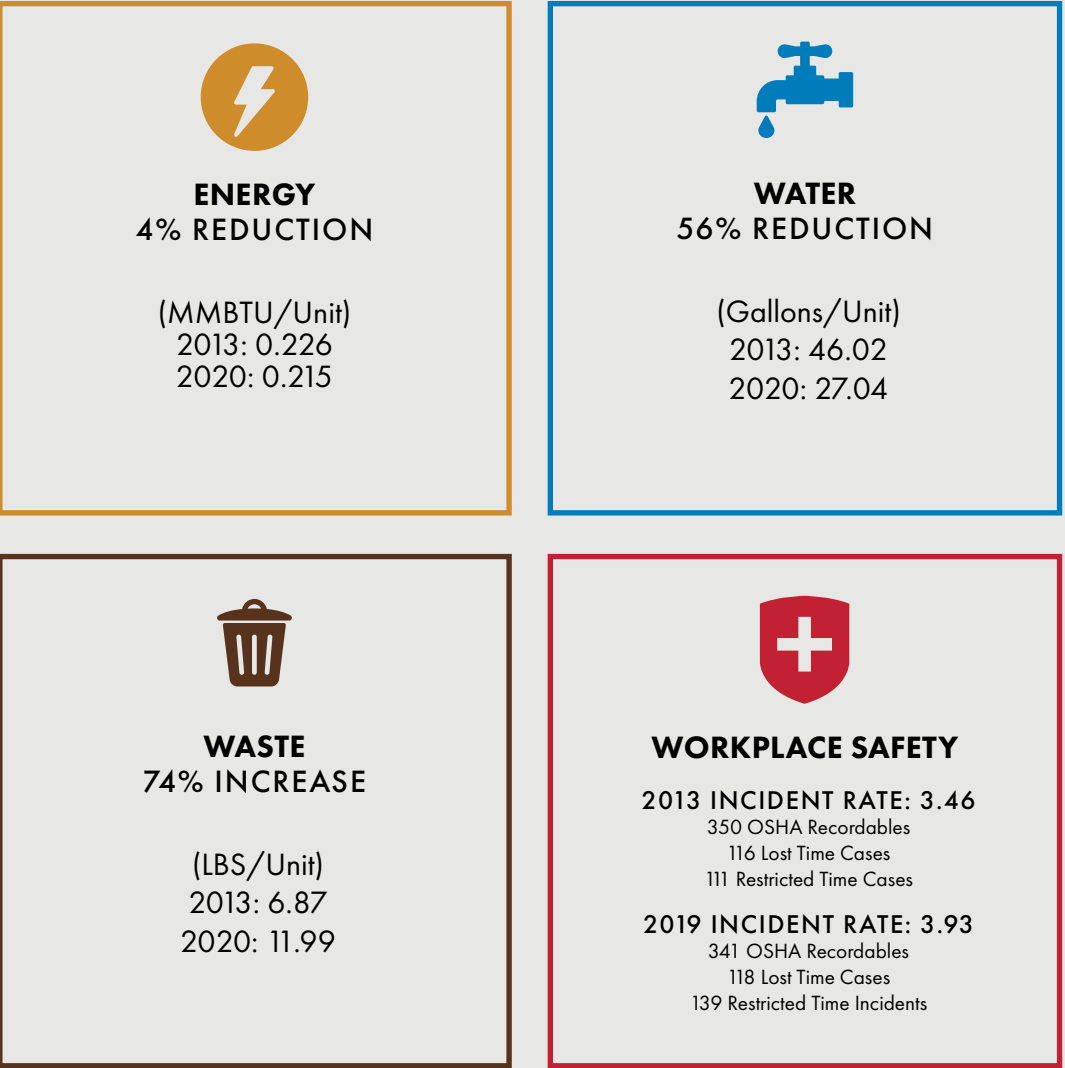 ENERGY
4% REDUCTION
(MMBTU/Unit)
2013: 0.226
2020: 0.215
WATER
56% REDUCTION
(Gallons/Unit)
2013: 46.02
2020: 27.04
WASTE
74% INCREASE
(LBS/Unit)
2013: 6.87
2020: 11.99
WORKPLACE SAFETY
2013 INCIDENT RATE: 3.46
350 OSHA Recordables
116 Lost Time Cases
111 Restricted Time Cases
2019 INCIDENT RATE: 3.93
341 OSHA Recordables
118 Lost Time Cases
139 Restricted Time Incidents